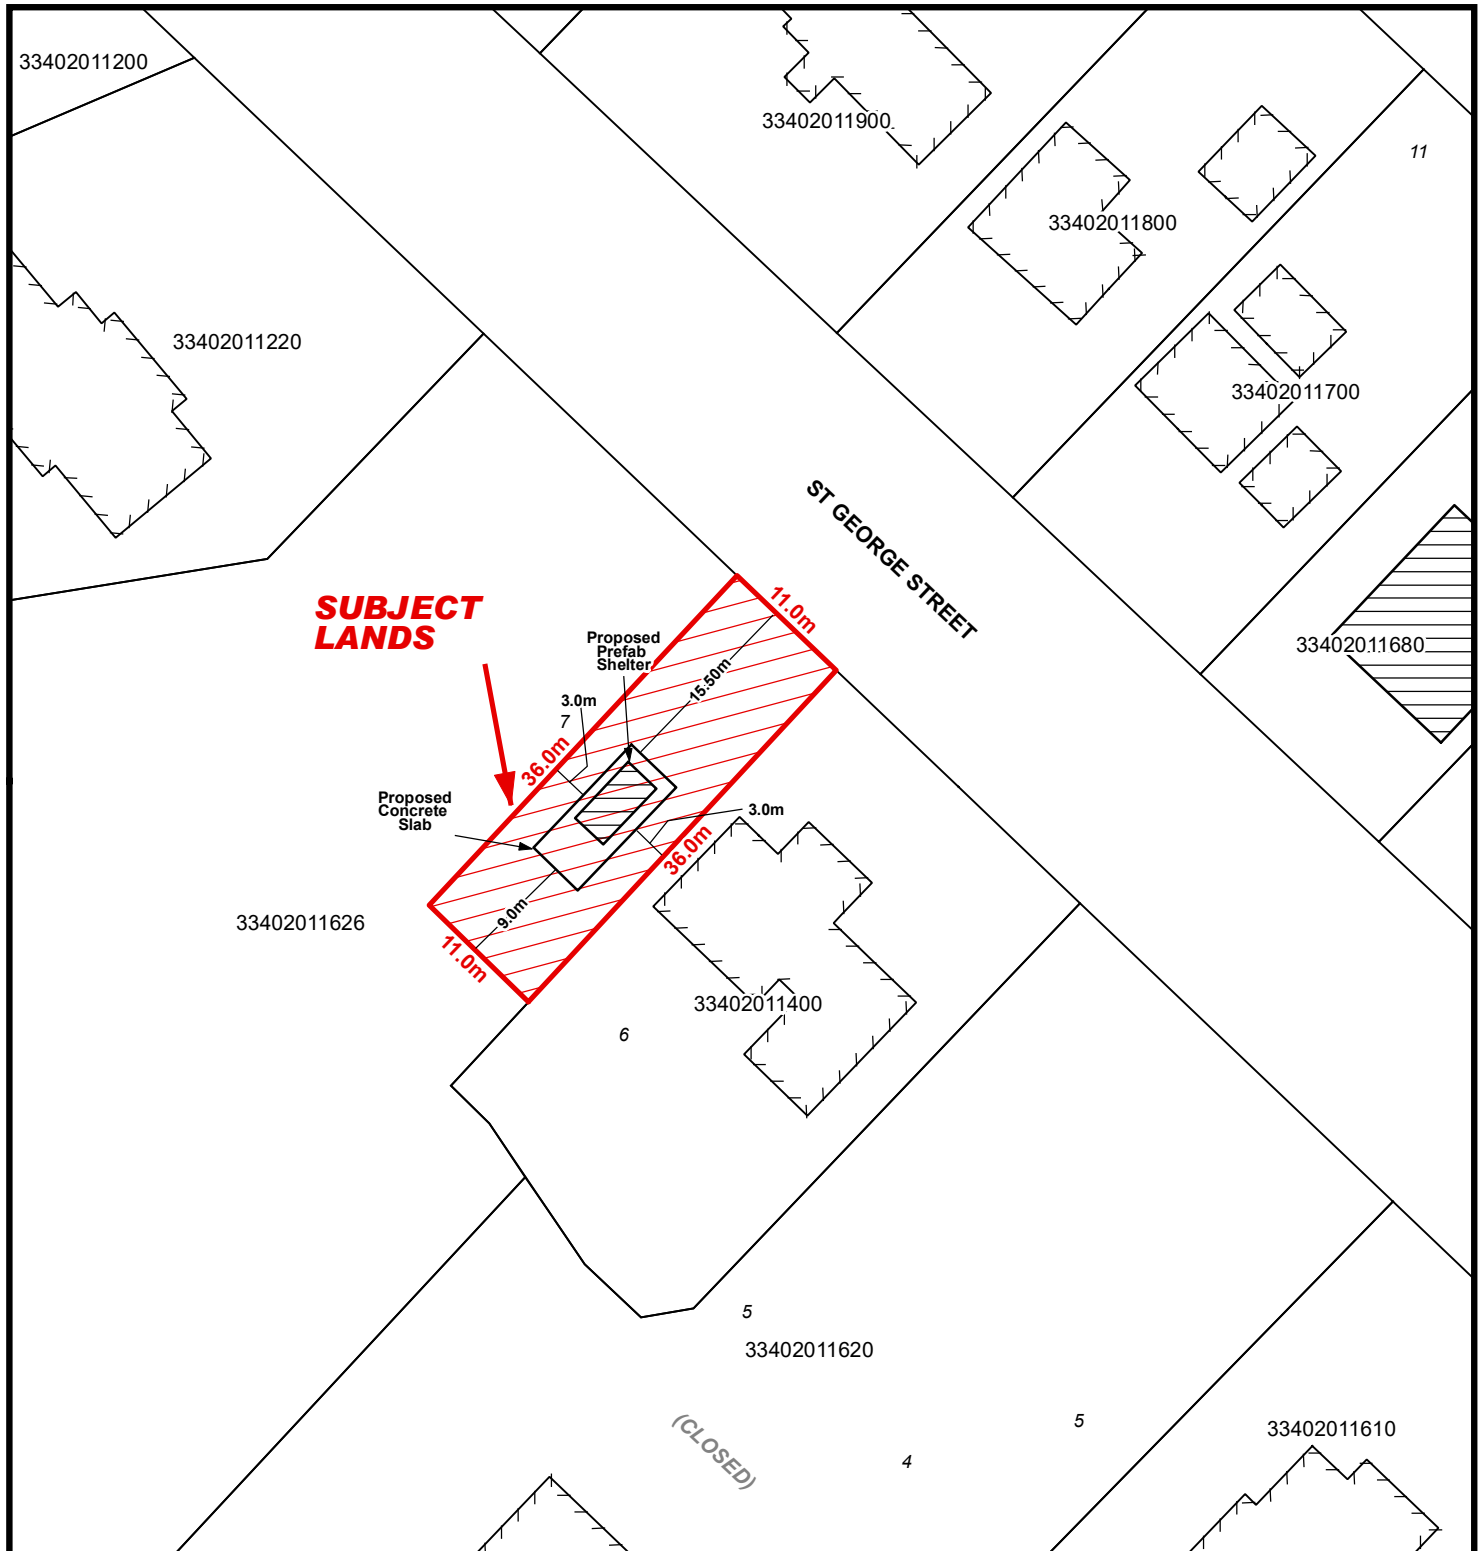 33402011200
33402011900
11
33402011800
33402011220
33402011700
ST GEORGE STREET
SUBJECT
LANDS
11.0m
Proposed
Prefab
Shelter
33402011680
15.50m
3.0m
7
36.0m
Proposed
Concrete
Slab
3.0m
36.0m
9.0m
33402011626
11.0m
33402011400
6
5
33402011620
5
(CLOSED)
33402011610
4